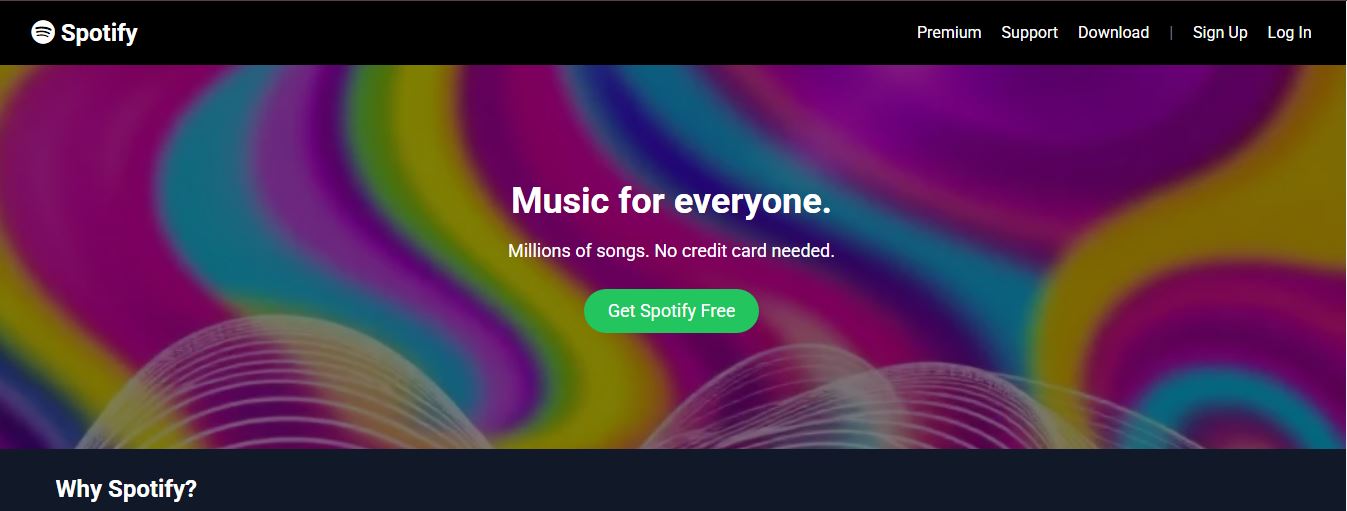 Spotify
Premium Support Download | Sign Up Log In
Music for everyone.
Millions of songs. No credit card needed.
Get Spotify Free
Why Spotify?